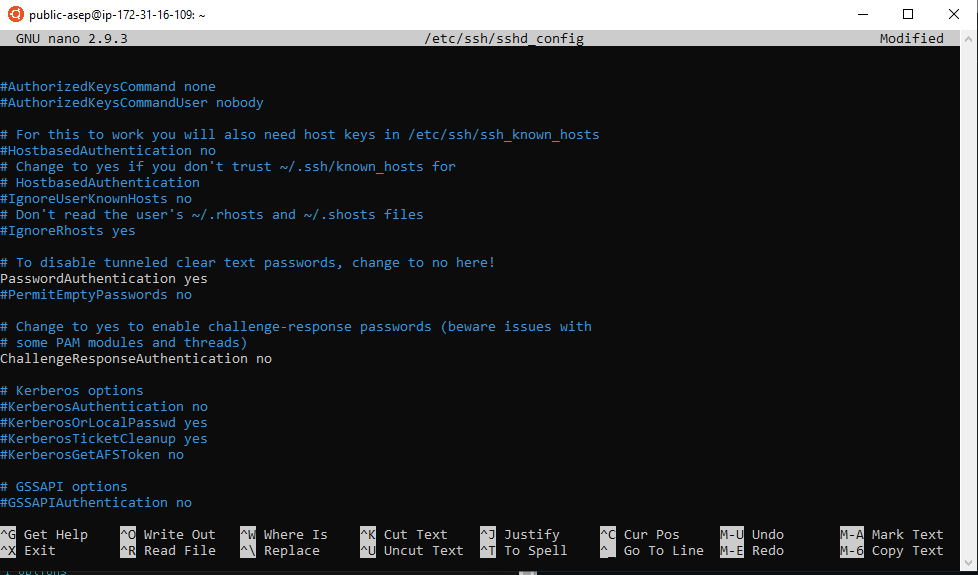 public-asep@ip-172-31-16-109: ~
GNU nano 2.9.3 /etc/ssh/sshd_config Modified
#AuthorizedKeysCommand none
#AuthorizedKeysCommandUser nobody
# For this to work you will also need host keys in /etc/ssh/ssh_known_hosts
#HostbasedAuthentication no
# Change to yes if you don't trust ~/.ssh/known_hosts for
# HostbasedAuthentication
#IgnoreUserKnownHosts no
# Don't read the user's ~/.rhosts and ~/.shosts files
#IgnoreRhosts yes
# To disable tunneled clear text passwords, change to no here!
PasswordAuthentication yes
#PermitEmptyPasswords no
# Change to yes to enable challenge-response passwords (beware issues with
# some PAM modules and threads)
ChallengeResponseAuthentication no
# Kerberos options
#KerberosAuthentication no
#KerberosOrLocalPasswd yes
#KerberosTicketCleanup yes
#KerberosGetAFSToken no
# GSSAPI options
#GSSAPIAuthentication no
^G Get Help ^O Write Out ^W Where Is ^K Cut Text ^J Justify ^C Cur Pos M-U Undo M-A Mark Text
^X Exit ^R Read File ^\ Replace ^U Uncut Text ^T To Spell ^_ Go To Line M-E Redo M-6 Copy Text